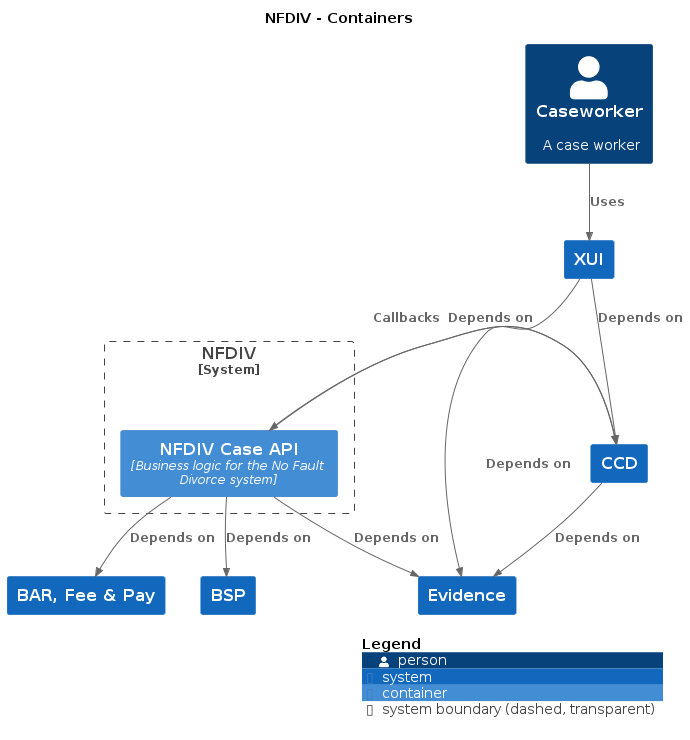 NFDIV - Containers
Caseworker
A case worker
Uses
XUI
Callbacks
Depends on
Depends on
NFDIV
[System]
NFDIV Case API
[Business logic for the No Fault
Divorce system]
Depends on
CCD
Depends on
Depends on
Depends on
Depends on
BAR, Fee & Pay
BSP
Evidence
Legend
person
system
container
system boundary (dashed, transparent)